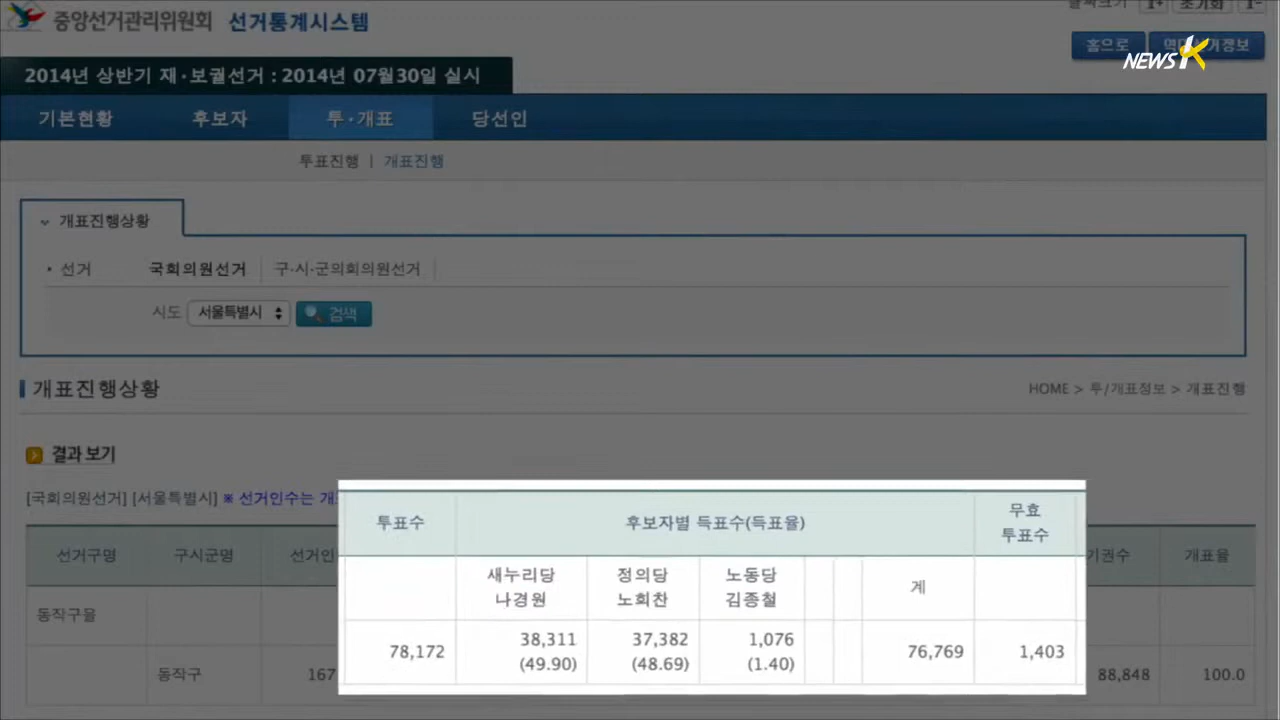 글씨크기
초기화
중앙선거관리위원회 선거통계시스템
홈으로
NEWS K
2014년 상반기 재·보궐선거 : 2014년 07월30일 실시
기본현황 후보자 투·개표 당선인
투표진행 | 개표진행
개표진행상황
선거 국회의원선거 구·시·군의회의원선거
시도 서울특별시 검색
개표진행상황
HOME > 투/개표정보 > 개표진행
결과 보기
[국회의원선거] [서울특별시] ※ 선거인수는
선거구명 구시군명 투표수 후보자별 득표수(득표율) 무효 투표수 개표율
새누리당 나경원 정의당 노회찬 노동당 김종철 계
동작구을
동작구 167 78,172 38,311 (49.90) 37,382 (48.69) 1,076 (1.40) 76,769 1,403 88,848 100.0